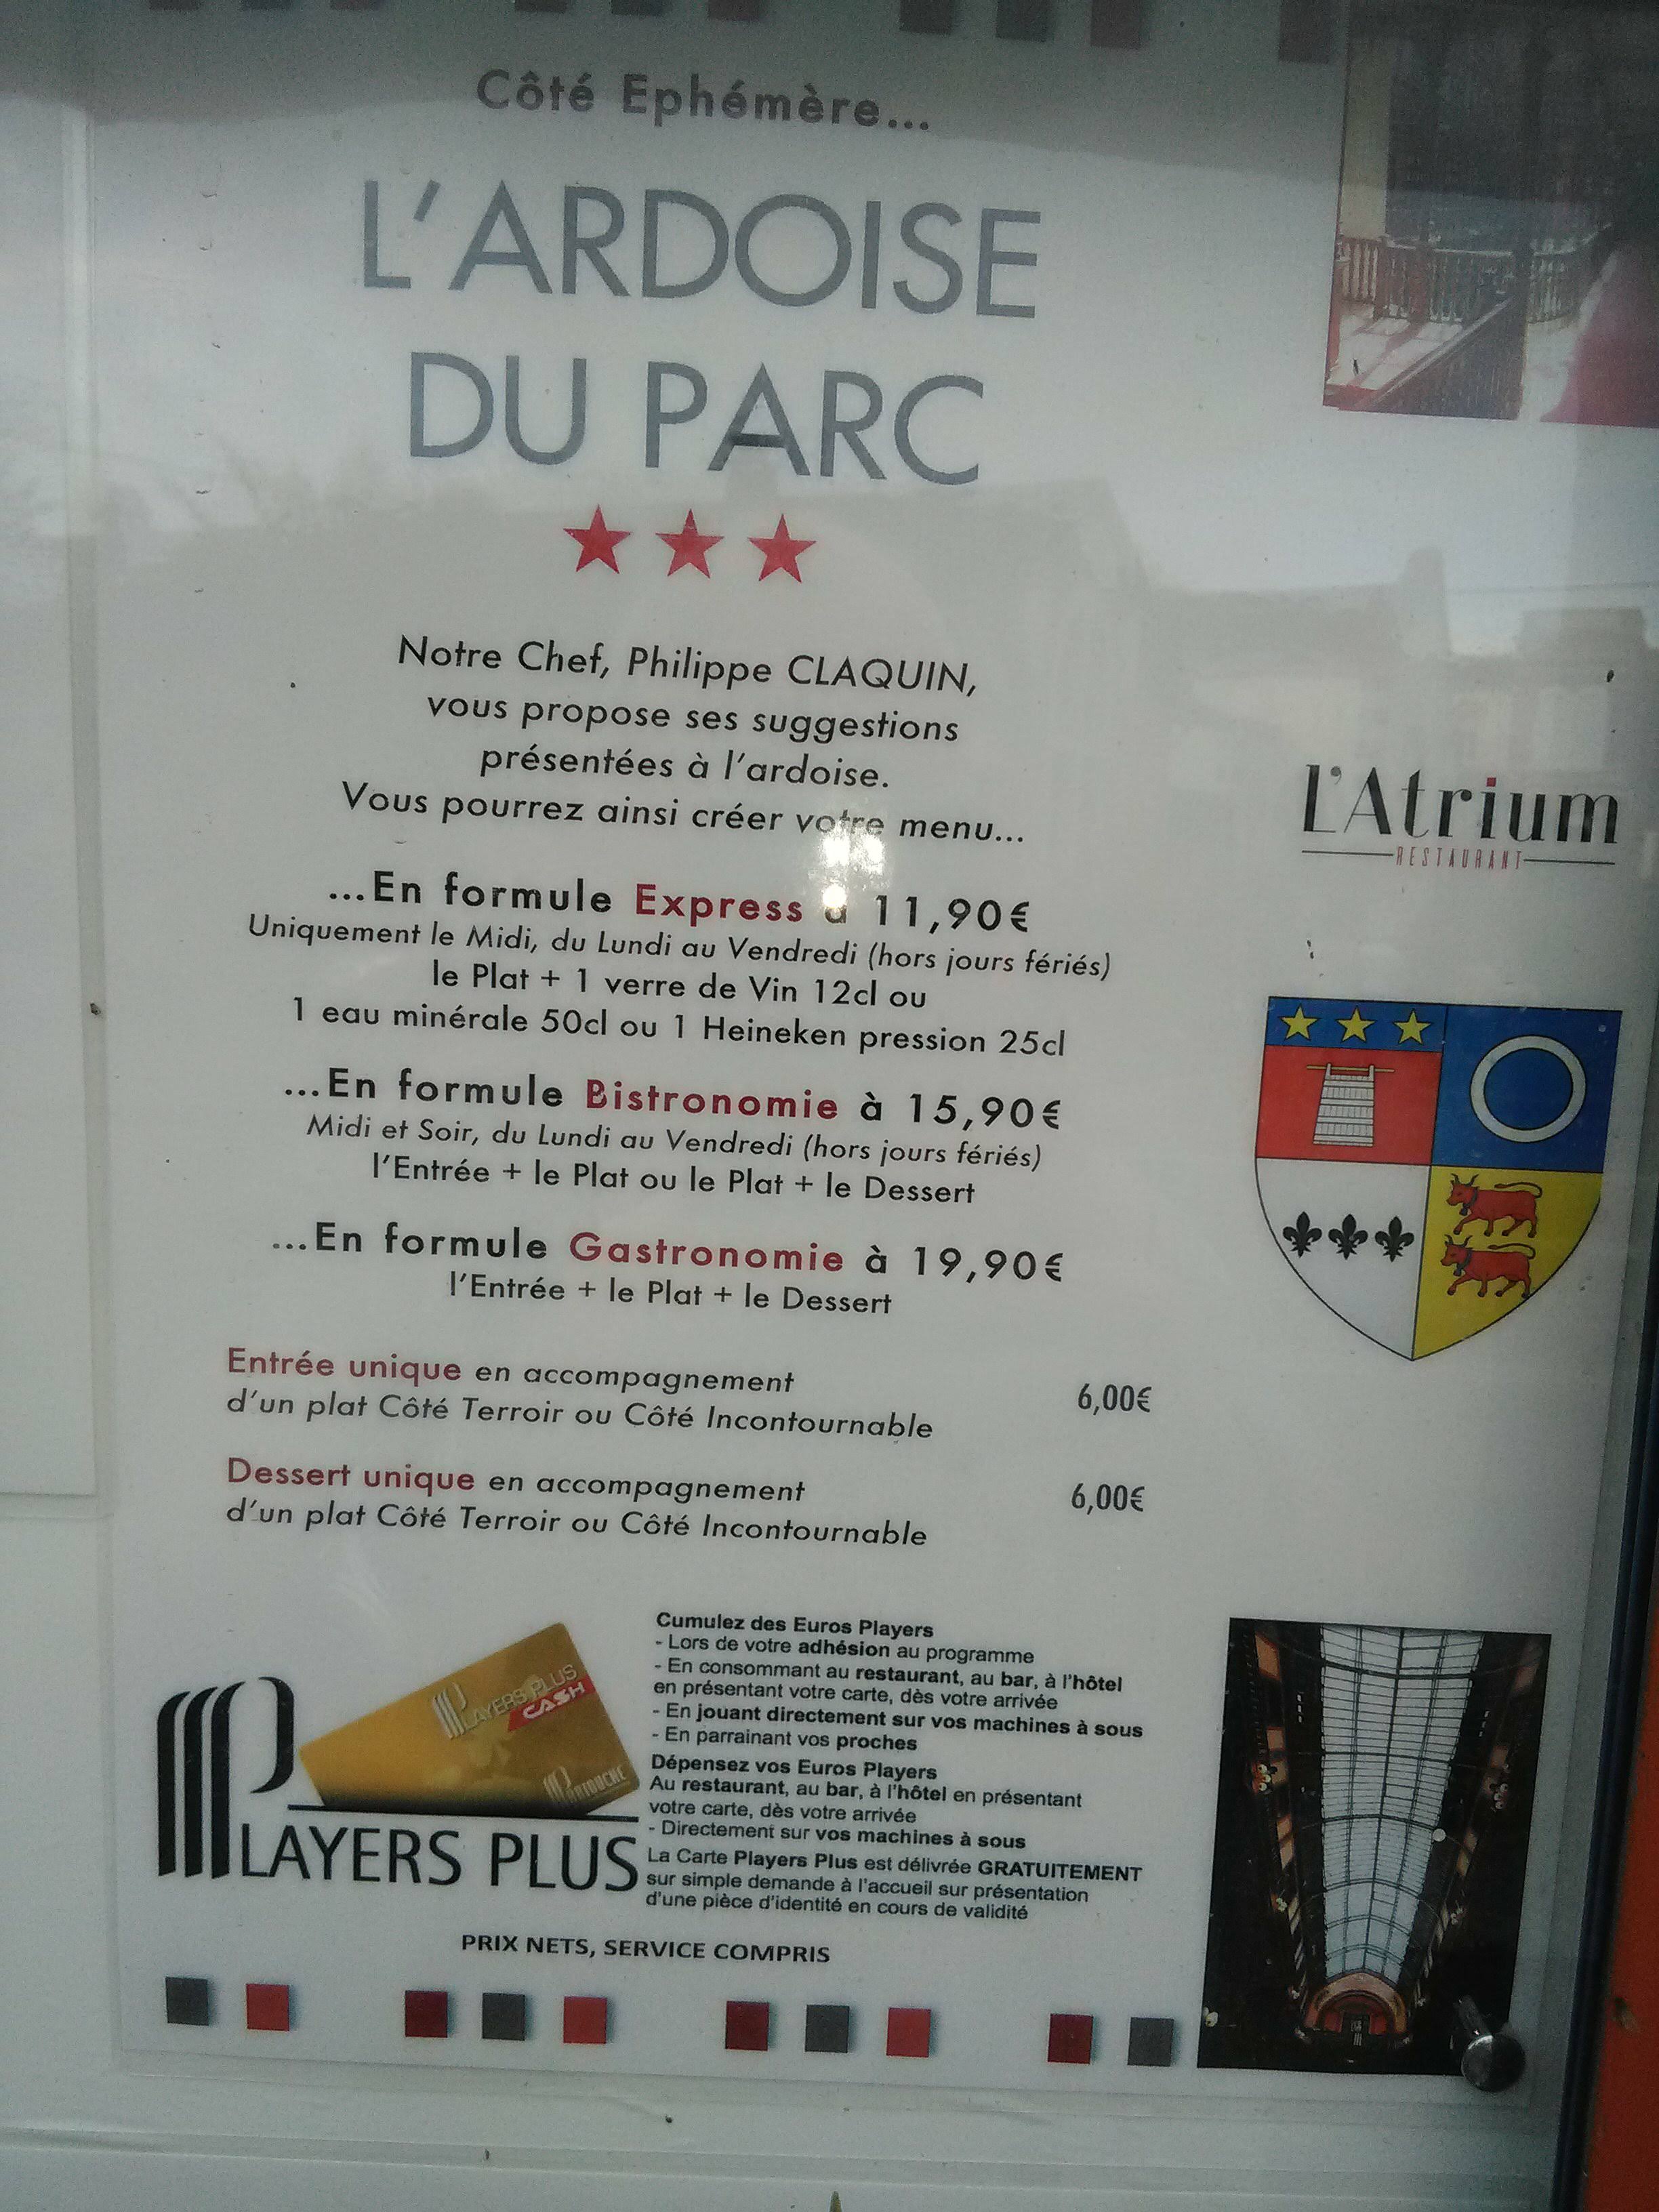 Côté Ephémère...
L'ARDOISE
DU PARC
Notre Chef, Philippe CLAQUIN,
vous propose ses suggestions
présentées à l'ardoise.
Vous pourrez ainsi créer votre menu...
...En formule Express à 11,90€
Uniquement le Midi, du Lundi au Vendredi (hors jours fériés)
le Plat + 1 verre de Vin 12cl ou
1 eau minérale 50cl ou 1 Heineken pression 25cl
...En formule Bistronomie à 15,90€
Midi et Soir, du Lundi au Vendredi (hors jours fériés)
l'Entrée + le Plat ou le Plat + le Dessert
...En formule Gastronomie à 19,90€
l'Entrée + le Plat + le Dessert
Entrée unique en accompagnement
d'un plat Côté Terroir ou Côté Incontournable 6,00€
Dessert unique en accompagnement
d'un plat Côté Terroir ou Côté Incontournable 6,00€
L'Atrium
RESTAURANT
PLAYERS PLUS
CASH
PARTOUCHE
PLAYERS PLUS
Cumulez des Euros Players
- Lors de votre adhésion au programme
- En consommant au restaurant, au bar, à l'hôtel
en présentant votre carte, dès votre arrivée
- En jouant directement sur vos machines à sous
- En parrainant vos proches
Dépensez vos Euros Players
Au restaurant, au bar, à l'hôtel en présentant
votre carte, dès votre arrivée
- Directement sur vos machines à sous
La Carte Players Plus est délivrée GRATUITEMENT
sur simple demande à l'accueil sur présentation
d'une pièce d'identité en cours de validité
PRIX NETS, SERVICE COMPRIS